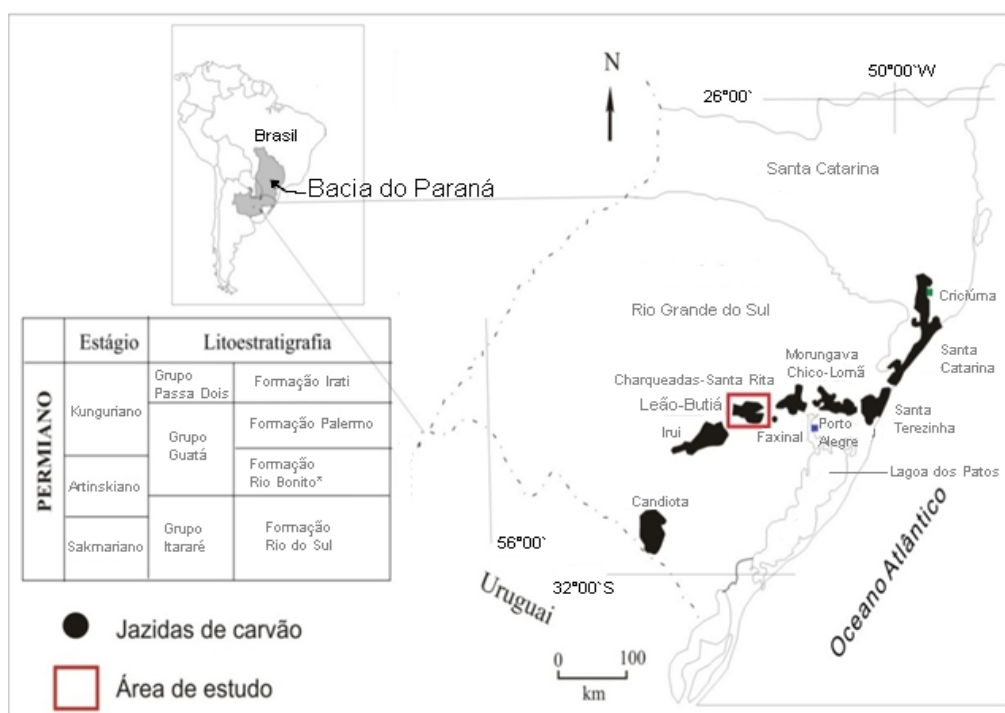 Brasil
Bacia do Paraná
N
50°00`W
26°00`
Santa Catarina
Rio Grande do Sul
Criciúma
Morungava
Chico-Lomã
Santa
Catarina
Charqueadas-Santa Rita
Leão-Butiá
Irui
Faxinal
Porto
Alegre
Santa
Terezinha
Lagoa dos Patos
Candiota
56°00`
32°00`S
Uruguai
Oceano Atlântico
0 100
km
Estágio Litoestratigrafia
PERMIANO
Kunguriano
Artinskiano
Sakmariano
Grupo
Passa Dois
Formação Irati
Grupo
Guatá
Formação Palermo
Formação
Rio Bonito*
Grupo
Itararé
Formação
Rio do Sul
Jazidas de carvão
Área de estudo